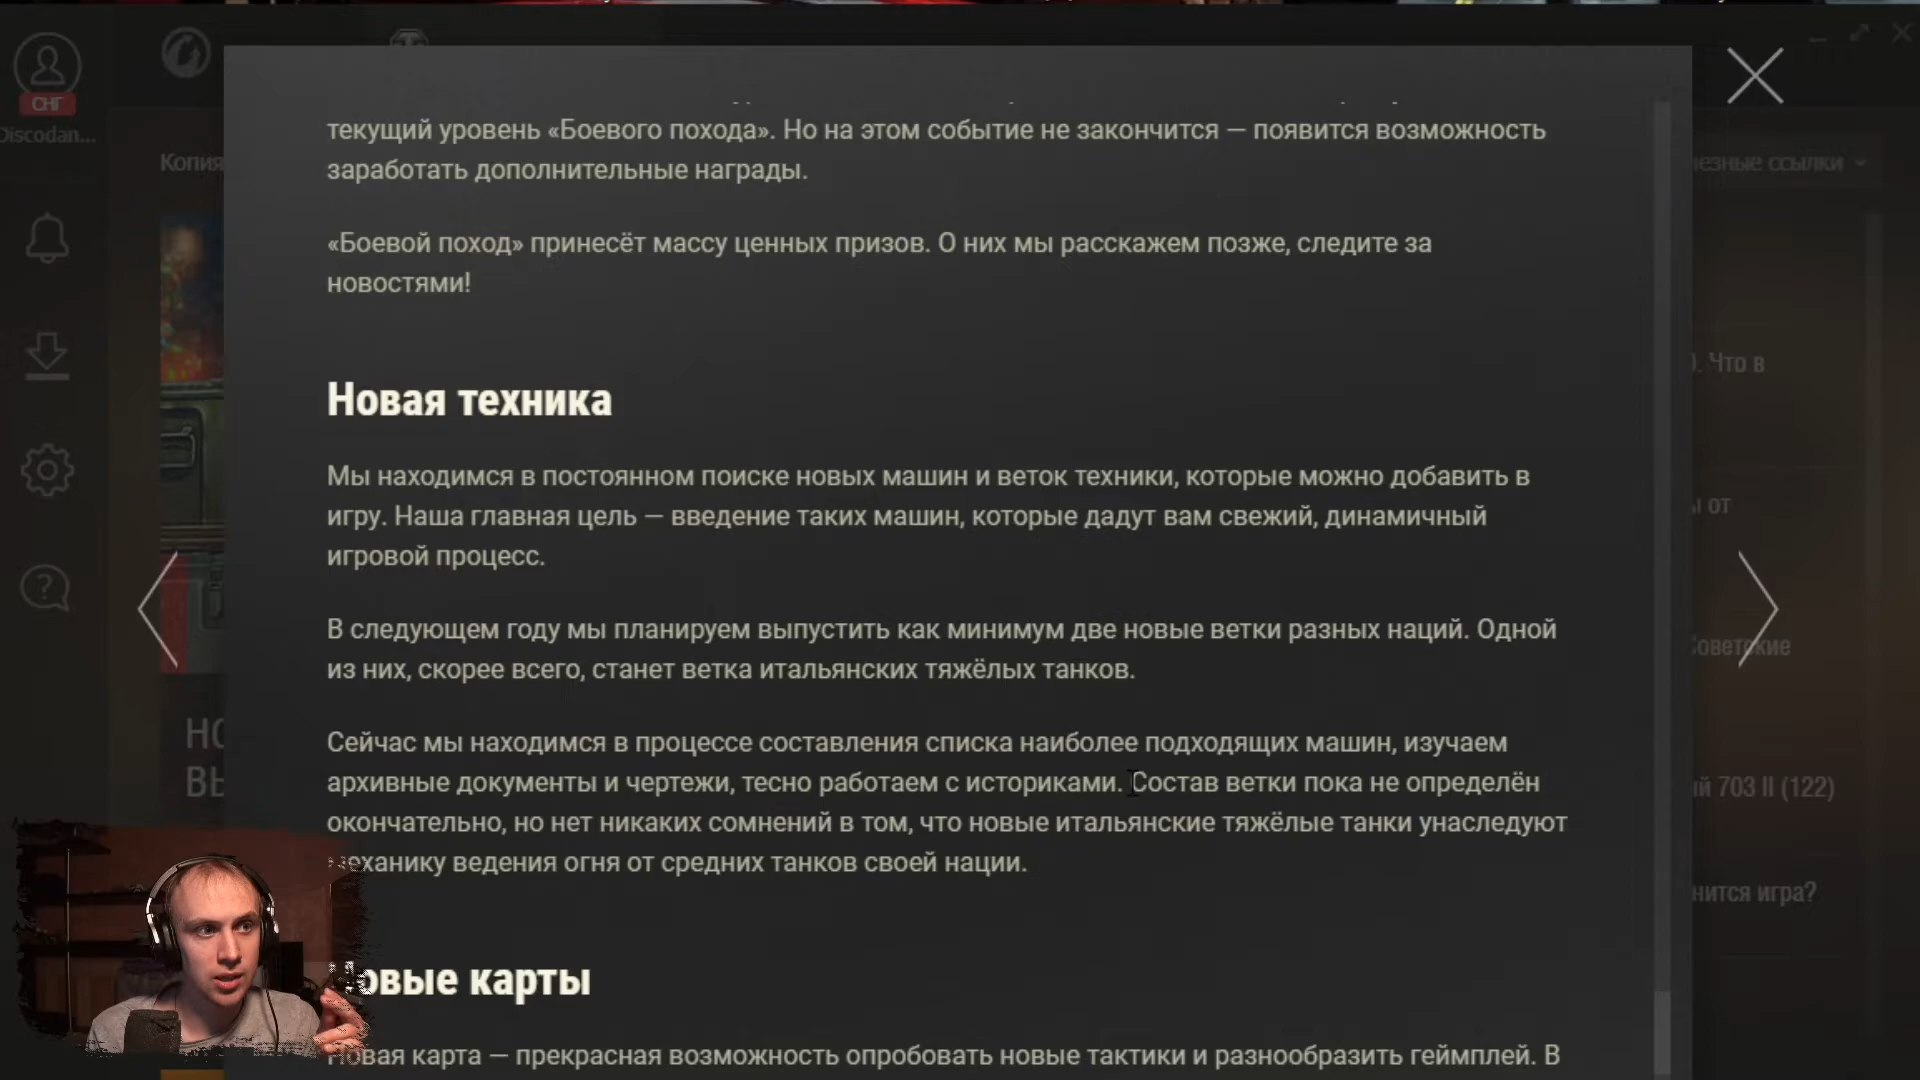 СНГ
Discodan...
Копия
езные ссылки
текущий уровень «Боевого похода». Но на этом событие не закончится — появится возможность
заработать дополнительные награды.
«Боевой поход» принесёт массу ценных призов. О них мы расскажем позже, следите за
новостями!
. Что в
Новая техника
Мы находимся в постоянном поиске новых машин и веток техники, которые можно добавить в
игру. Наша главная цель — введение таких машин, которые дадут вам свежий, динамичный
игровой процесс.
ы от
В следующем году мы планируем выпустить как минимум две новые ветки разных наций. Одной
из них, скорее всего, станет ветка итальянских тяжёлых танков.
НО
ВЫ
Сейчас мы находимся в процессе составления списка наиболее подходящих машин, изучаем
архивные документы и чертежи, тесно работаем с историками. Состав ветки пока не определён
окончательно, но нет никаких сомнений в том, что новые итальянские тяжёлые танки унаследуют
механику ведения огня от средних танков своей нации.
й 703 II (122)
нится игра?
Новые карты
Новая карта — прекрасная возможность опробовать новые тактики и разнообразить геймплей. В